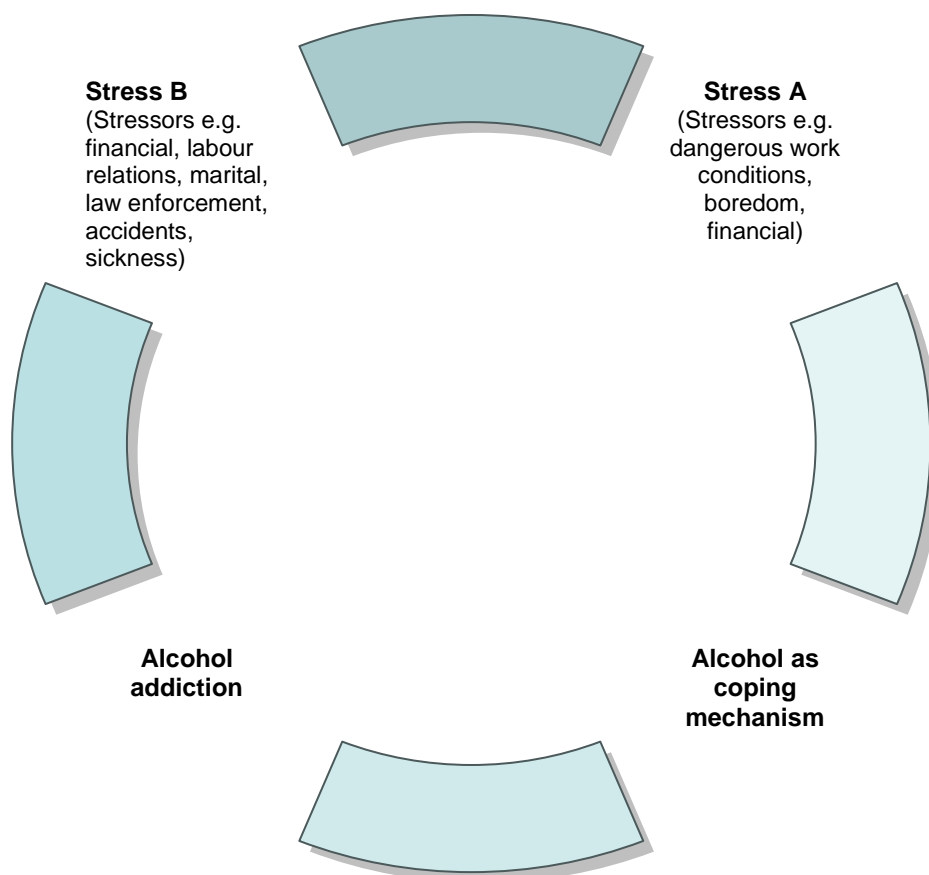 Stress B
(Stressors e.g.
financial, labour
relations, marital,
law enforcement,
accidents,
sickness)
Stress A
(Stressors e.g.
dangerous work
conditions,
boredom,
financial)
Alcohol
addiction
Alcohol as
coping
mechanism